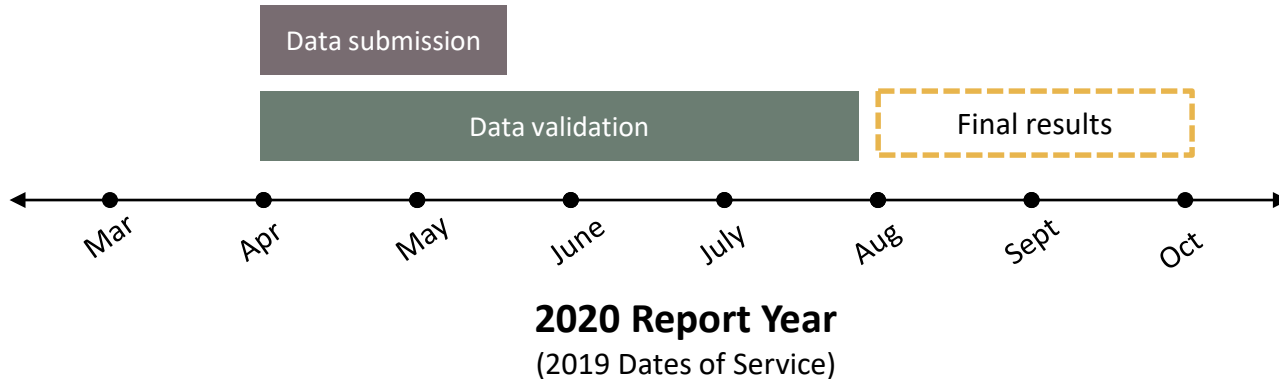 Data submission
Data validation
Final results
Mar
Apr
May
June
July
Aug
Sept
Oct
2020 Report Year
(2019 Dates of Service)